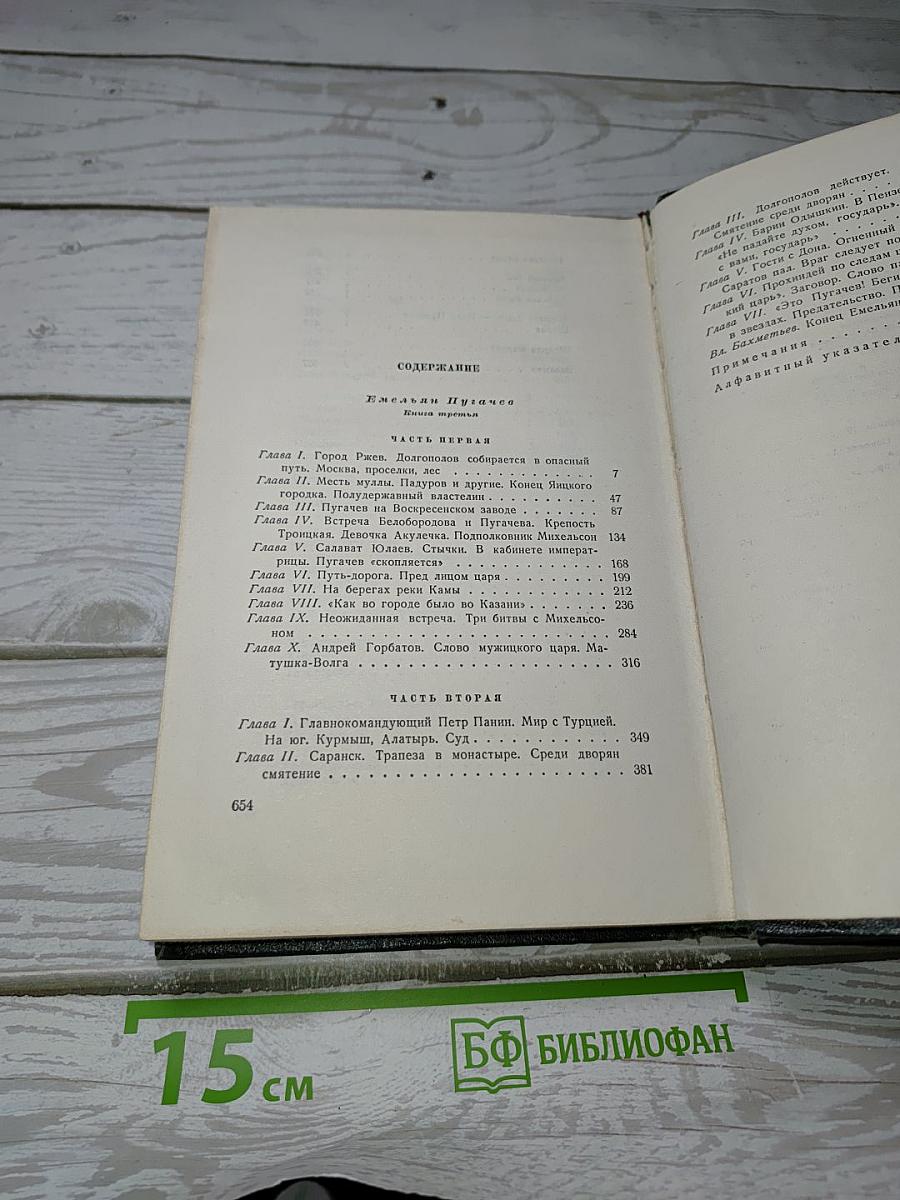 СОДЕРЖАНИЕ
Емельян Пугачев
Книга третья
ЧАСТЬ ПЕРВАЯ
Глава I. Город Ржев. Долгополов собирается в опасный
путь. Москва, проселки, лес . . . . . . . . . . . 7
Глава II. Месть муллы. Падуров и другие. Конец Яицкого
городка. Полудержавный властелин . . . . . . . . . . 47
Глава III. Пугачев на Воскресенском заводе . . . . . . . 87
Глава IV. Встреча Белобородова и Пугачева. Крепость
Троицкая. Девочка Акулечка. Подполковник Михельсон 134
Глава V. Салават Юлаев. Стычки. В кабинете императ-
рицы. Пугачев «скопляется» . . . . . . . . . . . . 168
Глава VI. Путь-дорога. Пред лицом царя . . . . . . . . . 199
Глава VII. На берегах реки Камы . . . . . . . . . . . . 212
Глава VIII. «Как во городе было во Казани» . . . . . . . 236
Глава IX. Неожиданная встреча. Три битвы с Михельсо-
ном . . . . . . . . . . . . . . . . . . . . . . . . 284
Глава X. Андрей Горбатов. Слово мужицкого царя. Ма-
тушка-Волга . . . . . . . . . . . . . . . . . . . . 316
ЧАСТЬ ВТОРАЯ
Глава I. Главнокомандующий Петр Панин. Мир с Турцией.
На юг. Курмыш, Алатырь. Суд . . . . . . . . . . . 349
Глава II. Саранск. Трапеза в монастыре. Среди дворян
смятение . . . . . . . . . . . . . . . . . . . . . . 381
654
Глава III. Долгополов действует.
Смятение среди дворян . . . .
Глава IV. Барин Одышкин. В
«Не падайте духом, государь».
с вами, государь» . . . . . .
Глава V. Гости с Дона. Огненный
Саратов пал. Враг следует
Глава VI. Прохиндей по следам
кий царь». Заговор. Слово
Глава VII. «Это Пугачев!
в звездах. Предательство.
Вл. Бахметьев. Конец
Примечания . . . . . .
Алфавитный
15 см
БФ БИБЛИОФАН